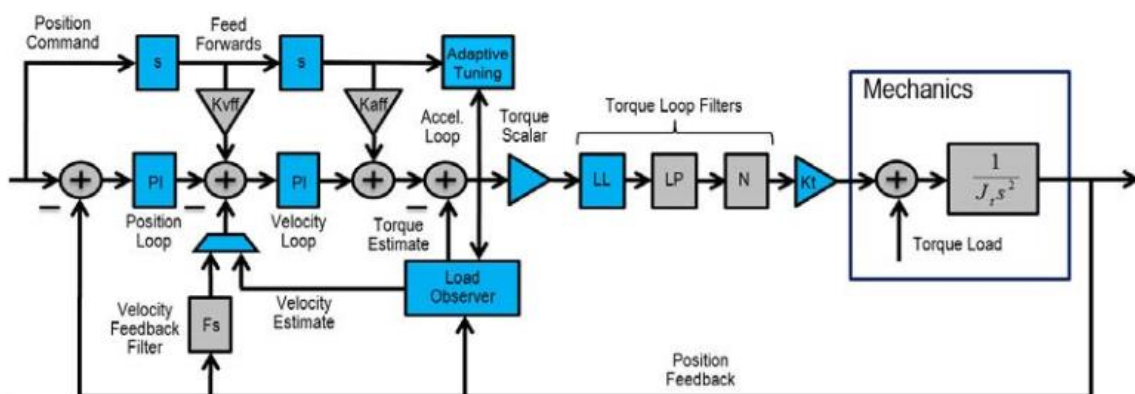 Position
Command
Feed
Forwards
s
s
Adaptive
Tuning
Kvff
Kaff
Accel.
Loop
Torque
Scalar
Torque Loop Filters
Mechanics
PI
PI
LL
LP
N
Kt
1
J_t s²
Position
Loop
Velocity
Loop
Torque
Estimate
Torque Load
Load
Observer
Velocity
Feedback
Filter
Fs
Velocity
Estimate
Position
Feedback